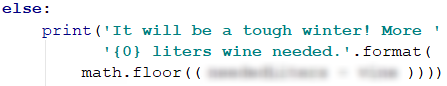 else:
print('It will be a tough winter! More '
'{0} liters wine needed.'.format(
math.floor(( ))))